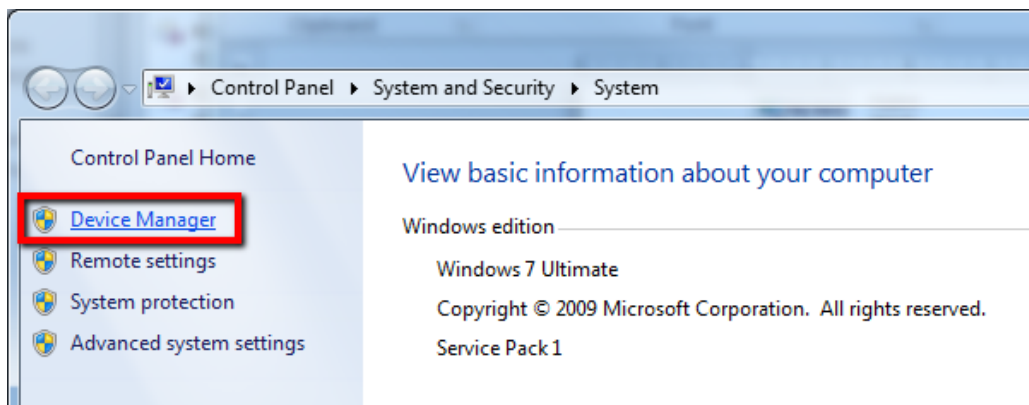 Control Panel ▸ System and Security ▸ System
Control Panel Home
Device Manager
Remote settings
System protection
Advanced system settings
View basic information about your computer
Windows edition
Windows 7 Ultimate
Copyright © 2009 Microsoft Corporation. All rights reserved.
Service Pack 1